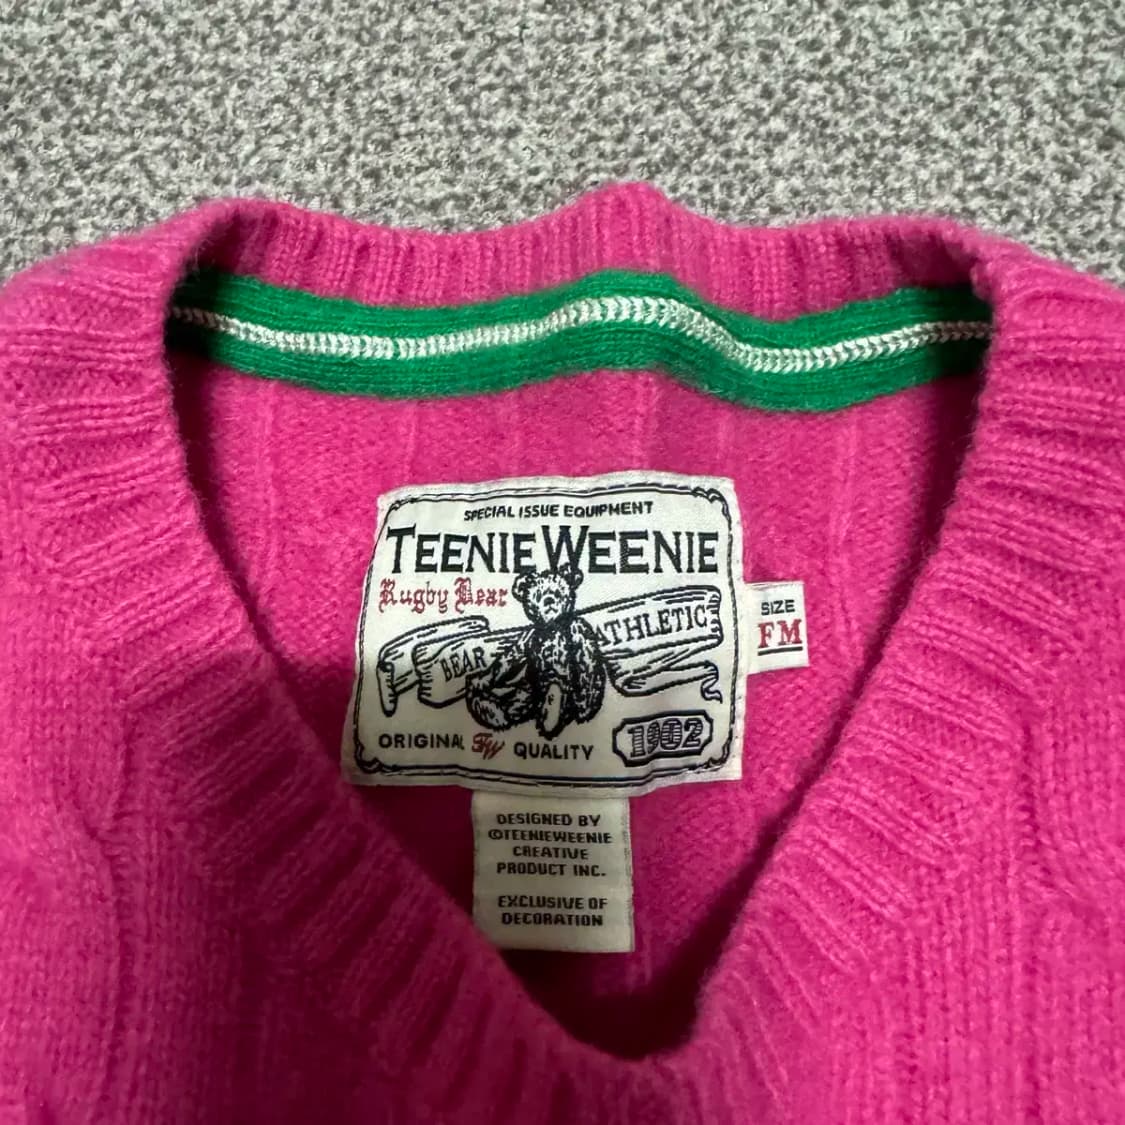 SPECIAL ISSUE EQUIPMENT
TEENIE WEENIE
Rugby Bear
BEAR ATHLETIC
ORIGINAL TW QUALITY
1902
SIZE
FM
DESIGNED BY
©TEENIEWEENIE
CREATIVE
PRODUCT INC.
EXCLUSIVE OF
DECORATION